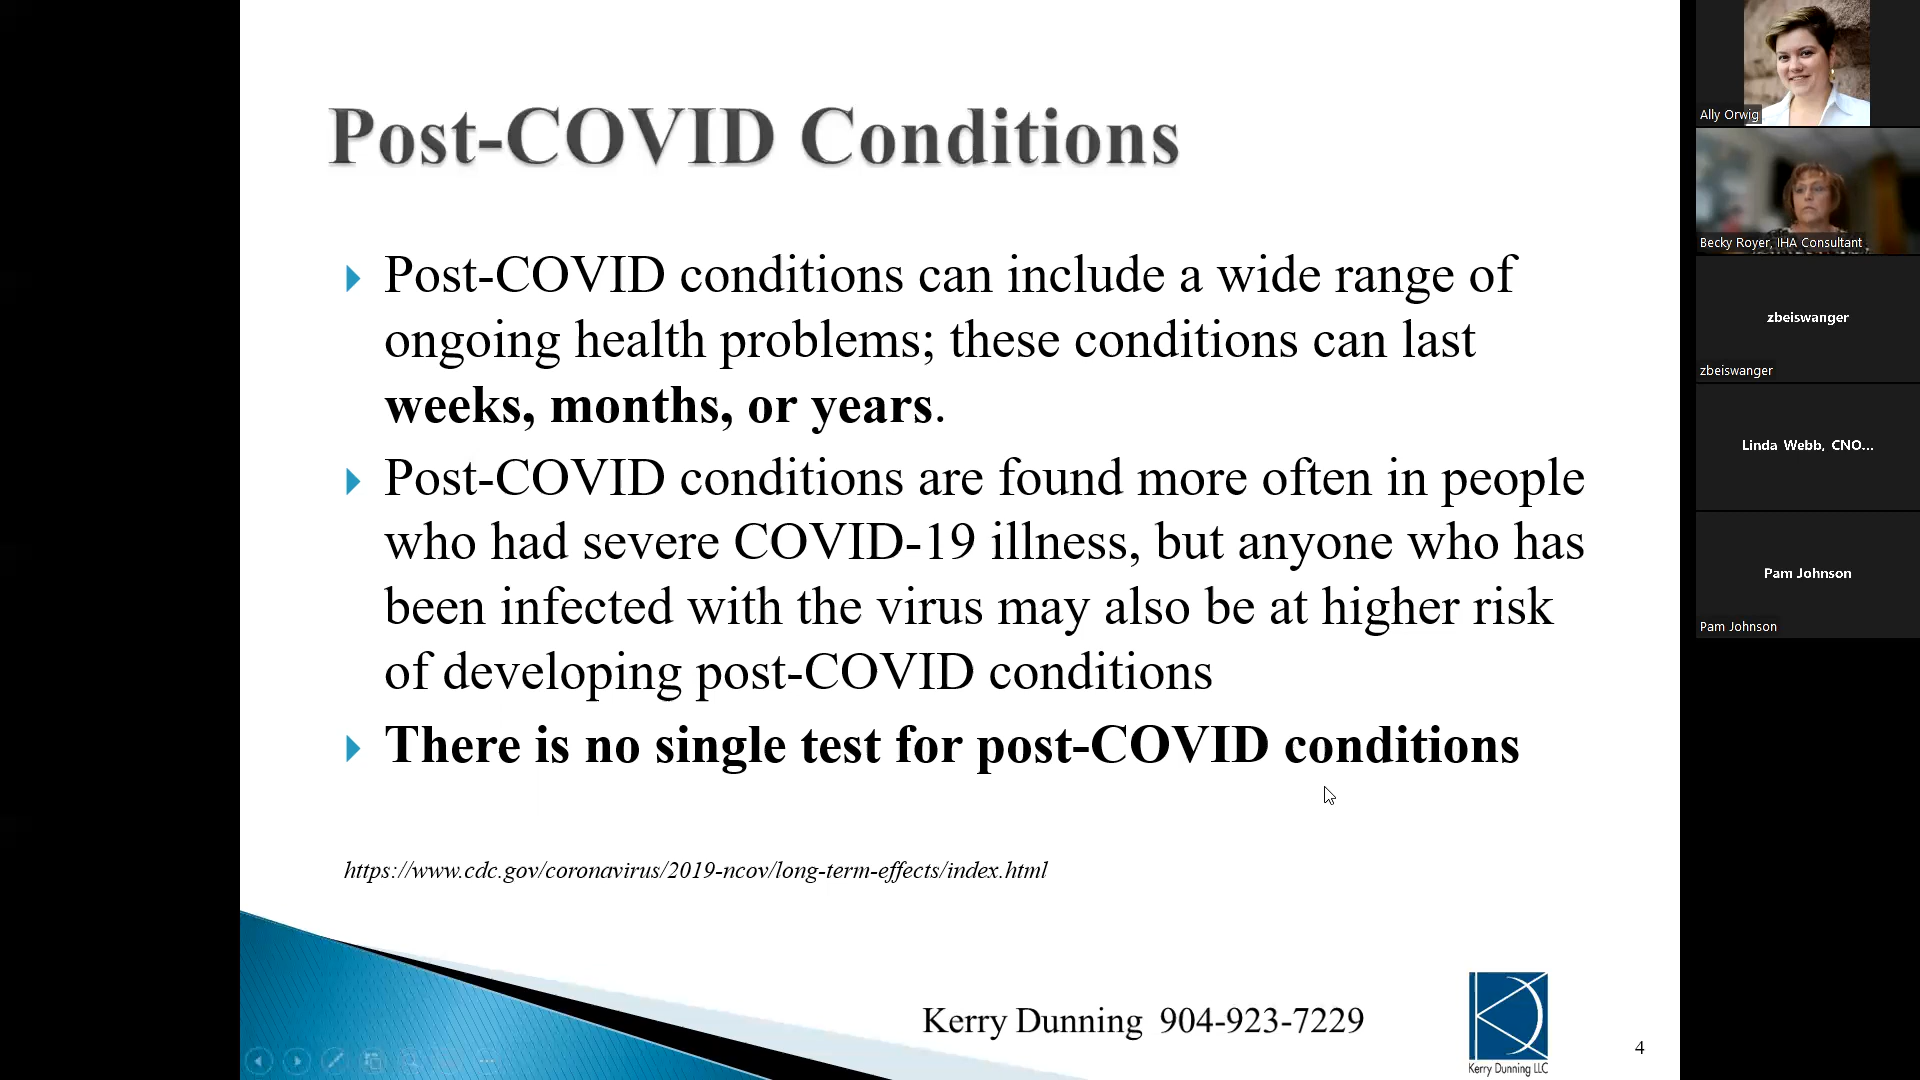 Post-COVID Conditions
Post-COVID conditions can include a wide range of
ongoing health problems; these conditions can last
weeks, months, or years.
Post-COVID conditions are found more often in people
who had severe COVID-19 illness, but anyone who has
been infected with the virus may also be at higher risk
of developing post-COVID conditions
There is no single test for post-COVID conditions
https://www.cdc.gov/coronavirus/2019-ncov/long-term-effects/index.html
Kerry Dunning 904-923-7229
Kerry Dunning LLC
4
Ally Orwig
Becky Royer, IHA Consultant
zbeiswanger
zbeiswanger
Linda Webb, CNO...
Pam Johnson
Pam Johnson